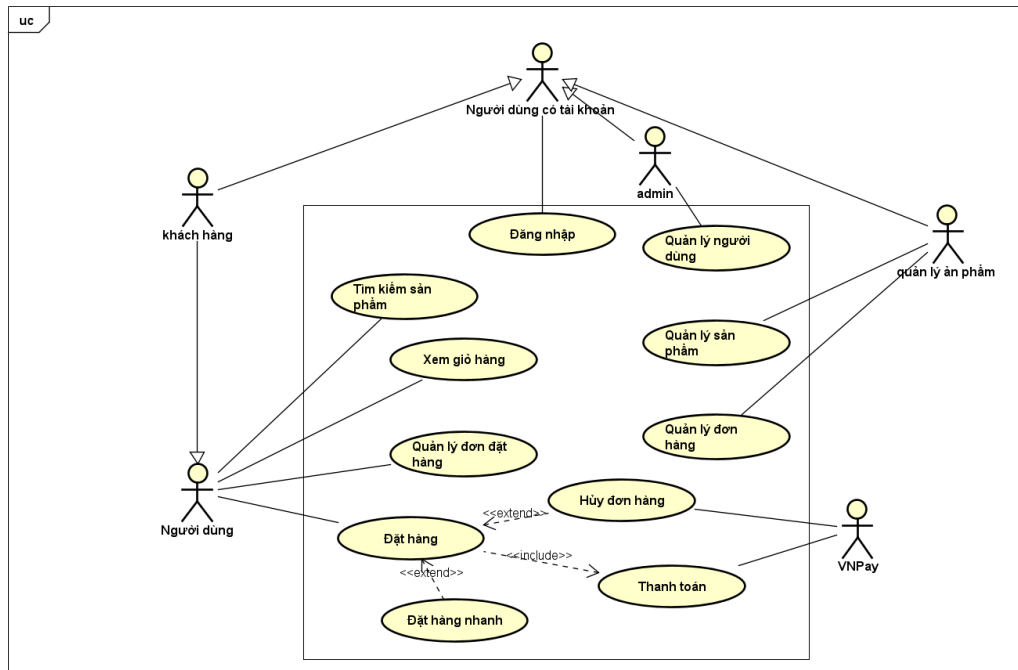 uc
Người dùng có tài khoản
admin
khách hàng
Đăng nhập
Quản lý người
dùng
quản lý ản phẩm
Tìm kiếm sản
phẩm
Quản lý sản
phẩm
Xem giỏ hàng
Quản lý đơn
hàng
Quản lý đơn đặt
hàng
Người dùng
Hủy đơn hàng
<<extend>>
Đặt hàng
<<include>>
VNPay
<<extend>>
Thanh toán
Đặt hàng nhanh